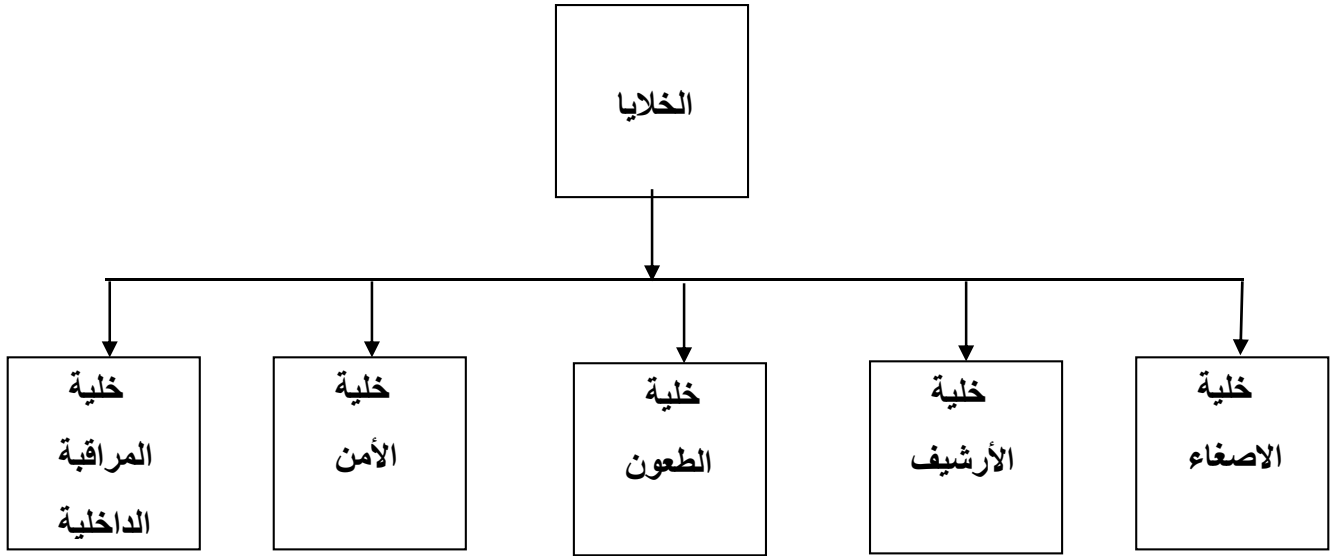 الخلايا
خلية
الاصغاء
خلية
الأرشيف
خلية
الطعون
خلية
الأمن
خلية
المراقبة
الداخلية